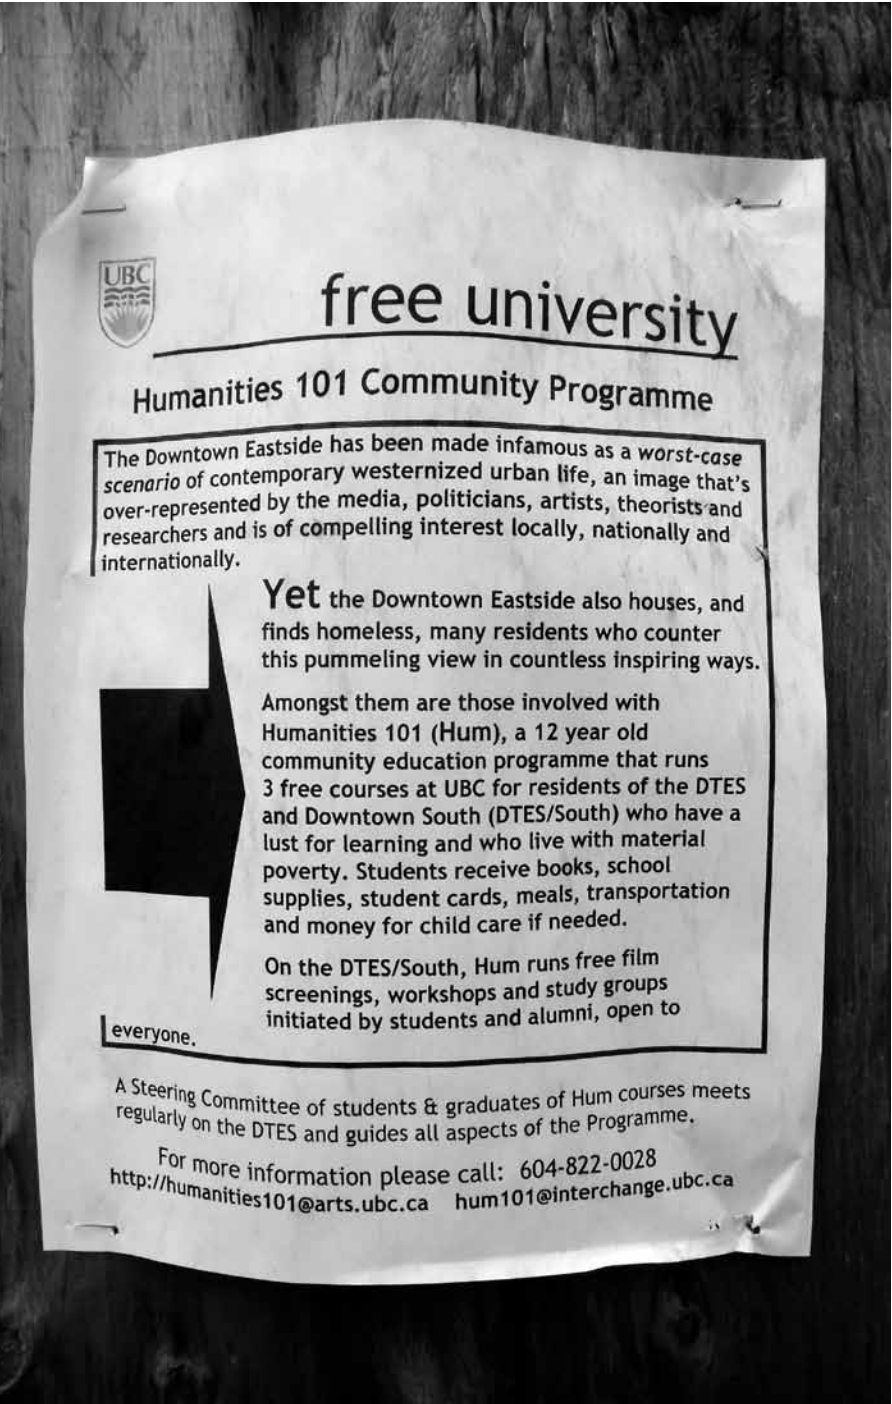 UBC
free university
Humanities 101 Community Programme
The Downtown Eastside has been made infamous as a worst-case
scenario of contemporary westernized urban life, an image that's
over-represented by the media, politicians, artists, theorists and
researchers and is of compelling interest locally, nationally and
internationally.
Yet the Downtown Eastside also houses, and
finds homeless, many residents who counter
this pummeling view in countless inspiring ways.
Amongst them are those involved with
Humanities 101 (Hum), a 12 year old
community education programme that runs
3 free courses at UBC for residents of the DTES
and Downtown South (DTES/South) who have a
lust for learning and who live with material
poverty. Students receive books, school
supplies, student cards, meals, transportation
and money for child care if needed.
On the DTES/South, Hum runs free film
screenings, workshops and study groups
initiated by students and alumni, open to
everyone.
A Steering Committee of students & graduates of Hum courses meets
regularly on the DTES and guides all aspects of the Programme.
For more information please call: 604-822-0028
http://humanities101@arts.ubc.ca hum101@interchange.ubc.ca